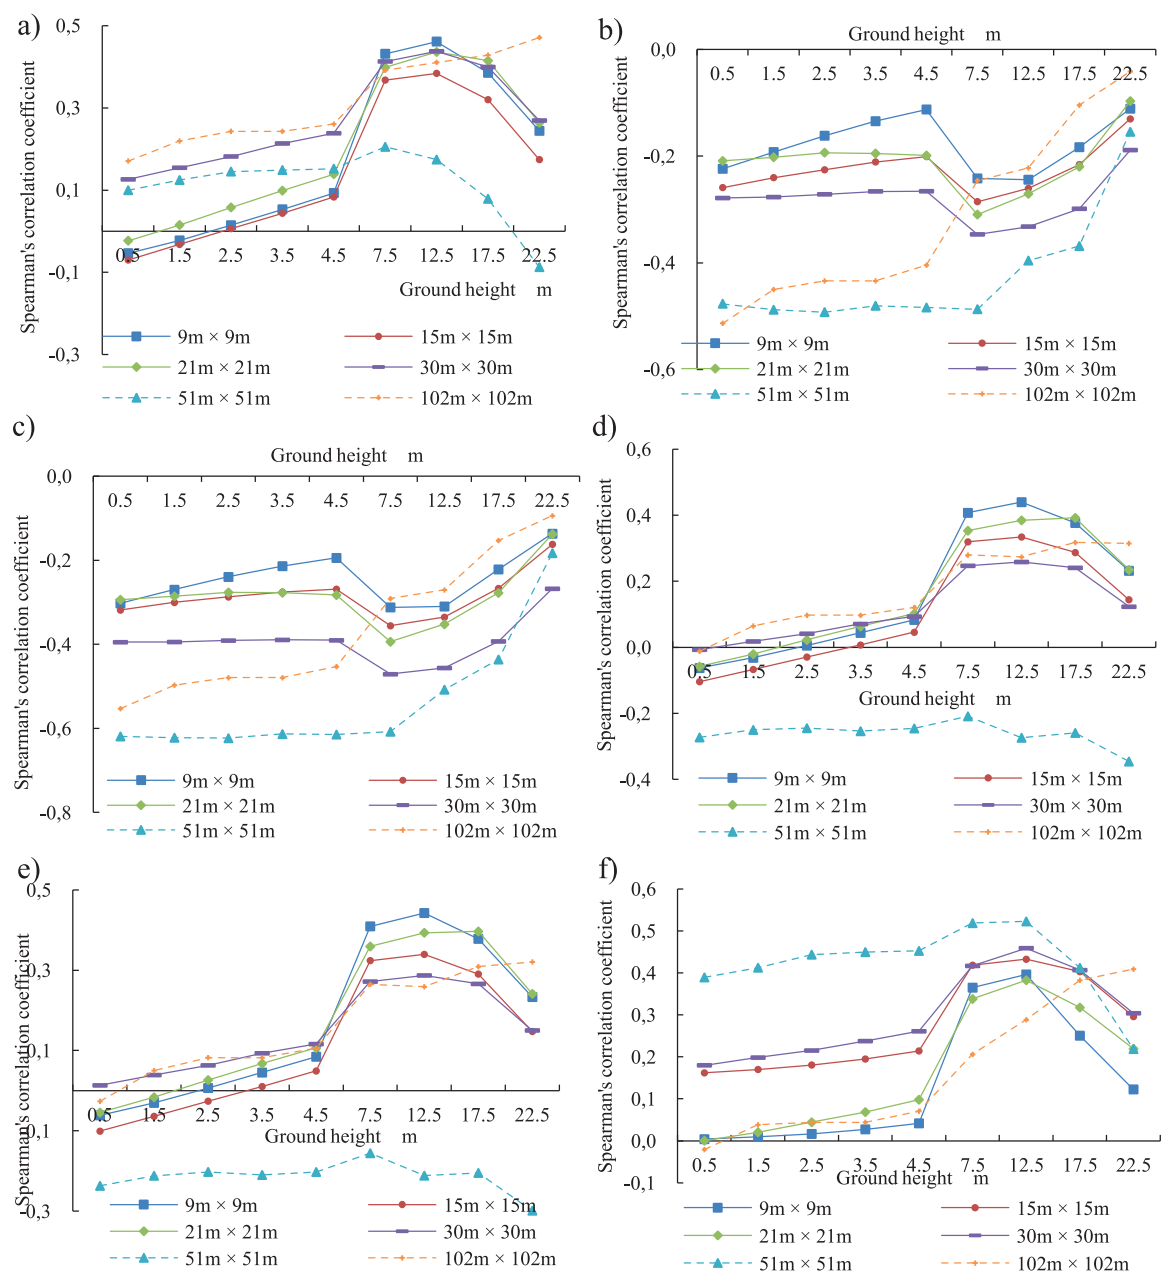 a)
0,5
0,3
0,1
-0,1
-0,3
Spearman's correlation coefficient
0.5 1.5 2.5 3.5 4.5 7.5 12.5 17.5 22.5
Ground height m
9m × 9m 15m × 15m
21m × 21m 30m × 30m
51m × 51m 102m × 102m
b)
Ground height m
0,0
-0,2
-0,4
-0,6
Spearman's correlation coefficient
0.5 1.5 2.5 3.5 4.5 7.5 12.5 17.5 22.5
9m × 9m 15m × 15m
21m × 21m 30m × 30m
51m × 51m 102m × 102m
c)
Ground height m
0,0
-0,2
-0,4
-0,6
-0,8
Spearman's correlation coefficient
0.5 1.5 2.5 3.5 4.5 7.5 12.5 17.5 22.5
9m × 9m 15m × 15m
21m × 21m 30m × 30m
51m × 51m 102m × 102m
d)
0,6
0,4
0,2
0,0
-0,2
-0,4
Spearman's correlation coefficient
0.5 1.5 2.5 3.5 4.5 7.5 12.5 17.5 22.5
Ground height m
9m × 9m 15m × 15m
21m × 21m 30m × 30m
51m × 51m 102m × 102m
e)
0,5
0,3
0,1
-0,1
-0,3
Spearman's correlation coefficient
0.5 1.5 2.5 3.5 4.5 7.5 12.5 17.5 22.5
Ground height m
9m × 9m 15m × 15m
21m × 21m 30m × 30m
51m × 51m 102m × 102m
f)
0,6
0,5
0,4
0,3
0,2
0,1
0,0
-0,1
Spearman's correlation coefficient
0.5 1.5 2.5 3.5 4.5 7.5 12.5 17.5 22.5
Ground height m
9m × 9m 15m × 15m
21m × 21m 30m × 30m
51m × 51m 102m × 102m